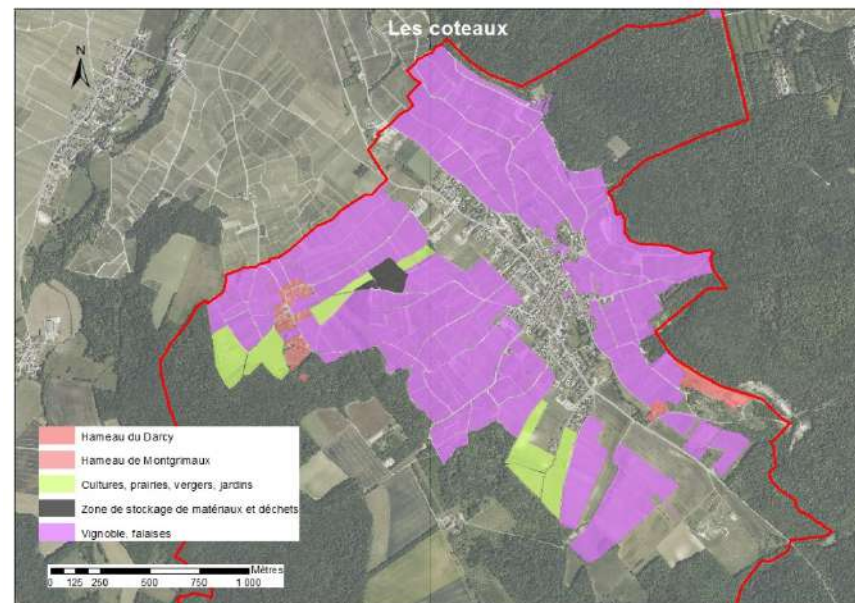 Les coteaux
N
Hameau du Darcy
Hameau de Montgrimaux
Cultures, prairies, vergers, jardins
Zone de stockage de matériaux et déchets
Vignoble, falaises
Mètres
0 125 250 500 750 1 000